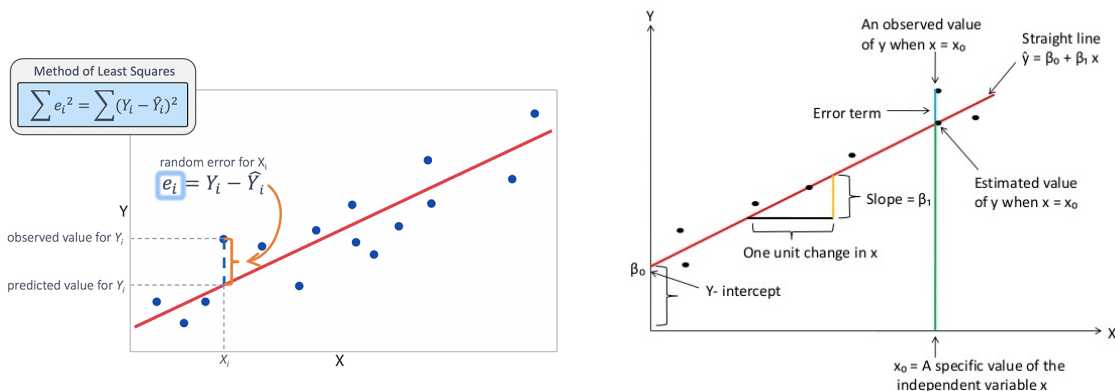 Method of Least Squares
∑ eᵢ² = ∑(Yᵢ − Ŷᵢ)²
random error for Xᵢ
eᵢ = Yᵢ − Ŷᵢ
Y
observed value for Yᵢ
predicted value for Yᵢ
Xᵢ
X
Y
An observed value
of y when x = x₀
Straight line
ŷ = β₀ + β₁ x
Error term
Estimated value
of y when x = x₀
Slope = β₁
One unit change in x
β₀
Y- intercept
X
x₀ = A specific value of the
independent variable x